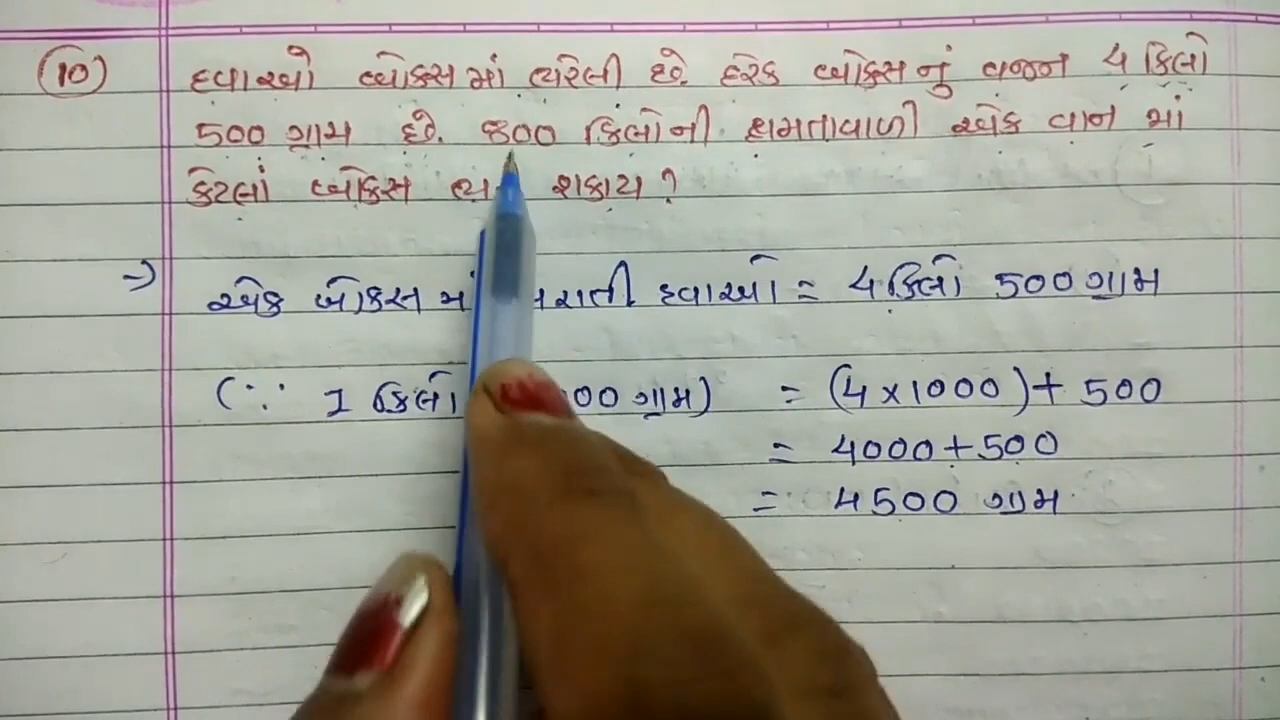 (10) દવાઓ બોક્સમાં ભરેલી છે. દરેક બોક્સનું વજન 4 કિલો
500 ગ્રામ છે. 800 કિલોની ક્ષમતાવાળી એક વાન માં
કેટલાં બોક્સ શકાય ?
→ એક બોક્સ દવાઓ = 4 કિલો 500 ગ્રામ
(∵ 1 કિલો 00 ગ્રામ) = (4 × 1000) + 500
= 4000 + 500
= 4500 ગ્રામ